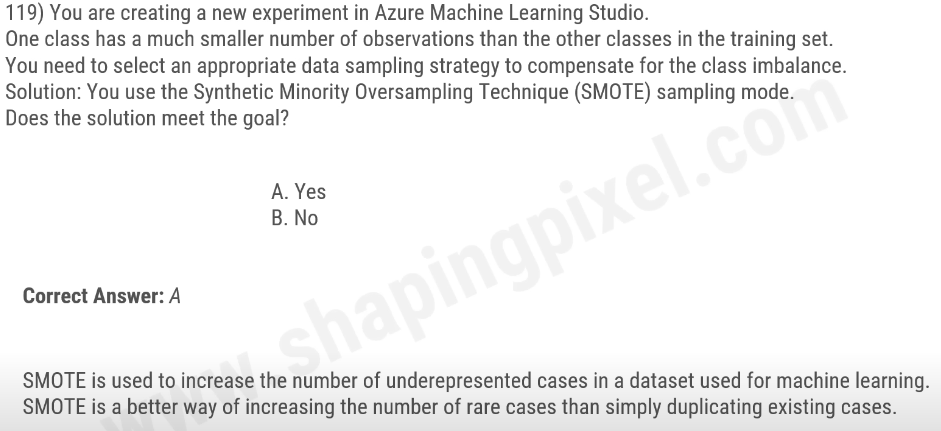 119) You are creating a new experiment in Azure Machine Learning Studio.
One class has a much smaller number of observations than the other classes in the training set.
You need to select an appropriate data sampling strategy to compensate for the class imbalance.
Solution: You use the Synthetic Minority Oversampling Technique (SMOTE) sampling mode.
Does the solution meet the goal?
A. Yes
B. No
www.shapingpixel.com
Correct Answer: A
SMOTE is used to increase the number of underepresented cases in a dataset used for machine learning.
SMOTE is a better way of increasing the number of rare cases than simply duplicating existing cases.